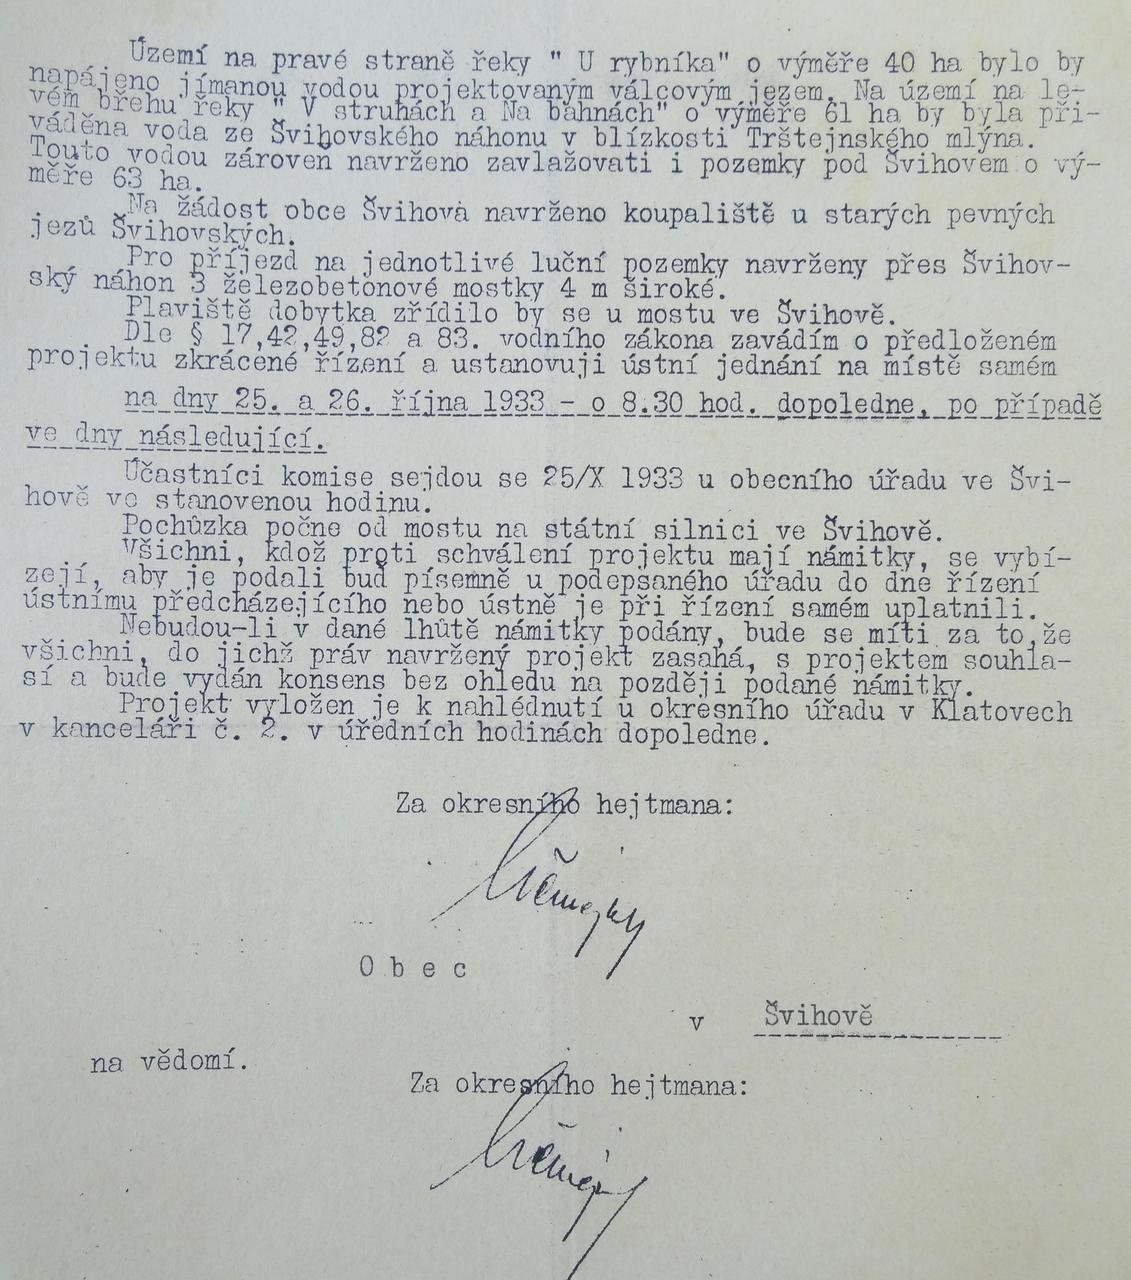 Území na pravé straně řeky " U rybníka" o výměře 40 ha bylo by
napájeno jímanou vodou projektovaným válcovým jezem. Na území na le-
vém břehu řeky " V struhách a Na bahnách" o výměře 61 ha by byla při-
váděna voda ze Švihovského náhonu v blízkosti Trštejnského mlýna.
Touto vodou zároveň navrženo zavlažovati i pozemky pod Švihovem o vý-
měře 63 ha.
Na žádost obce Švihova navrženo koupaliště u starých pevných
jezů Švihovských.
Pro příjezd na jednotlivé luční pozemky navrženy přes Švihov-
ský náhon 3 železobetonové mostky 4 m široké.
Plaviště dobytka zřídilo by se u mostu ve Švihově.
Dle § 17,42,49,82 a 83. vodního zákona zavádím o předloženém
projektu zkrácené řízení a ustanovuji ústní jednání na místě samém
na dny 25. a 26. října 1933 - o 8.30 hod. dopoledne, po případě
ve dny následující.
Účastníci komise sejdou se 25/X 1933 u obecního úřadu ve Švi-
hově ve stanovenou hodinu.
Pochůzka počne od mostu na státní silnici ve Švihově.
Všichni, kdož proti schválení projektu mají námitky, se vybí-
zejí, aby je podali bud písemně u podepsaného úřadu do dne řízení
ústnímu předcházejícího nebo ústně je při řízení samém uplatnili.
Nebudou-li v dané lhůtě námitky podány, bude se míti za to,že
všichni, do jichž práv navržený projekt zasahá, s projektem souhla-
sí a bude vydán konsens bez ohledu na později podané námitky.
Projekt vyložen je k nahlédnutí u okresního úřadu v Klatovech
v kanceláři č. 2. v úředních hodinách dopoledne.
Za okresního hejtmana:
O b e c
v Švihově
na vědomí.
Za okresního hejtmana: